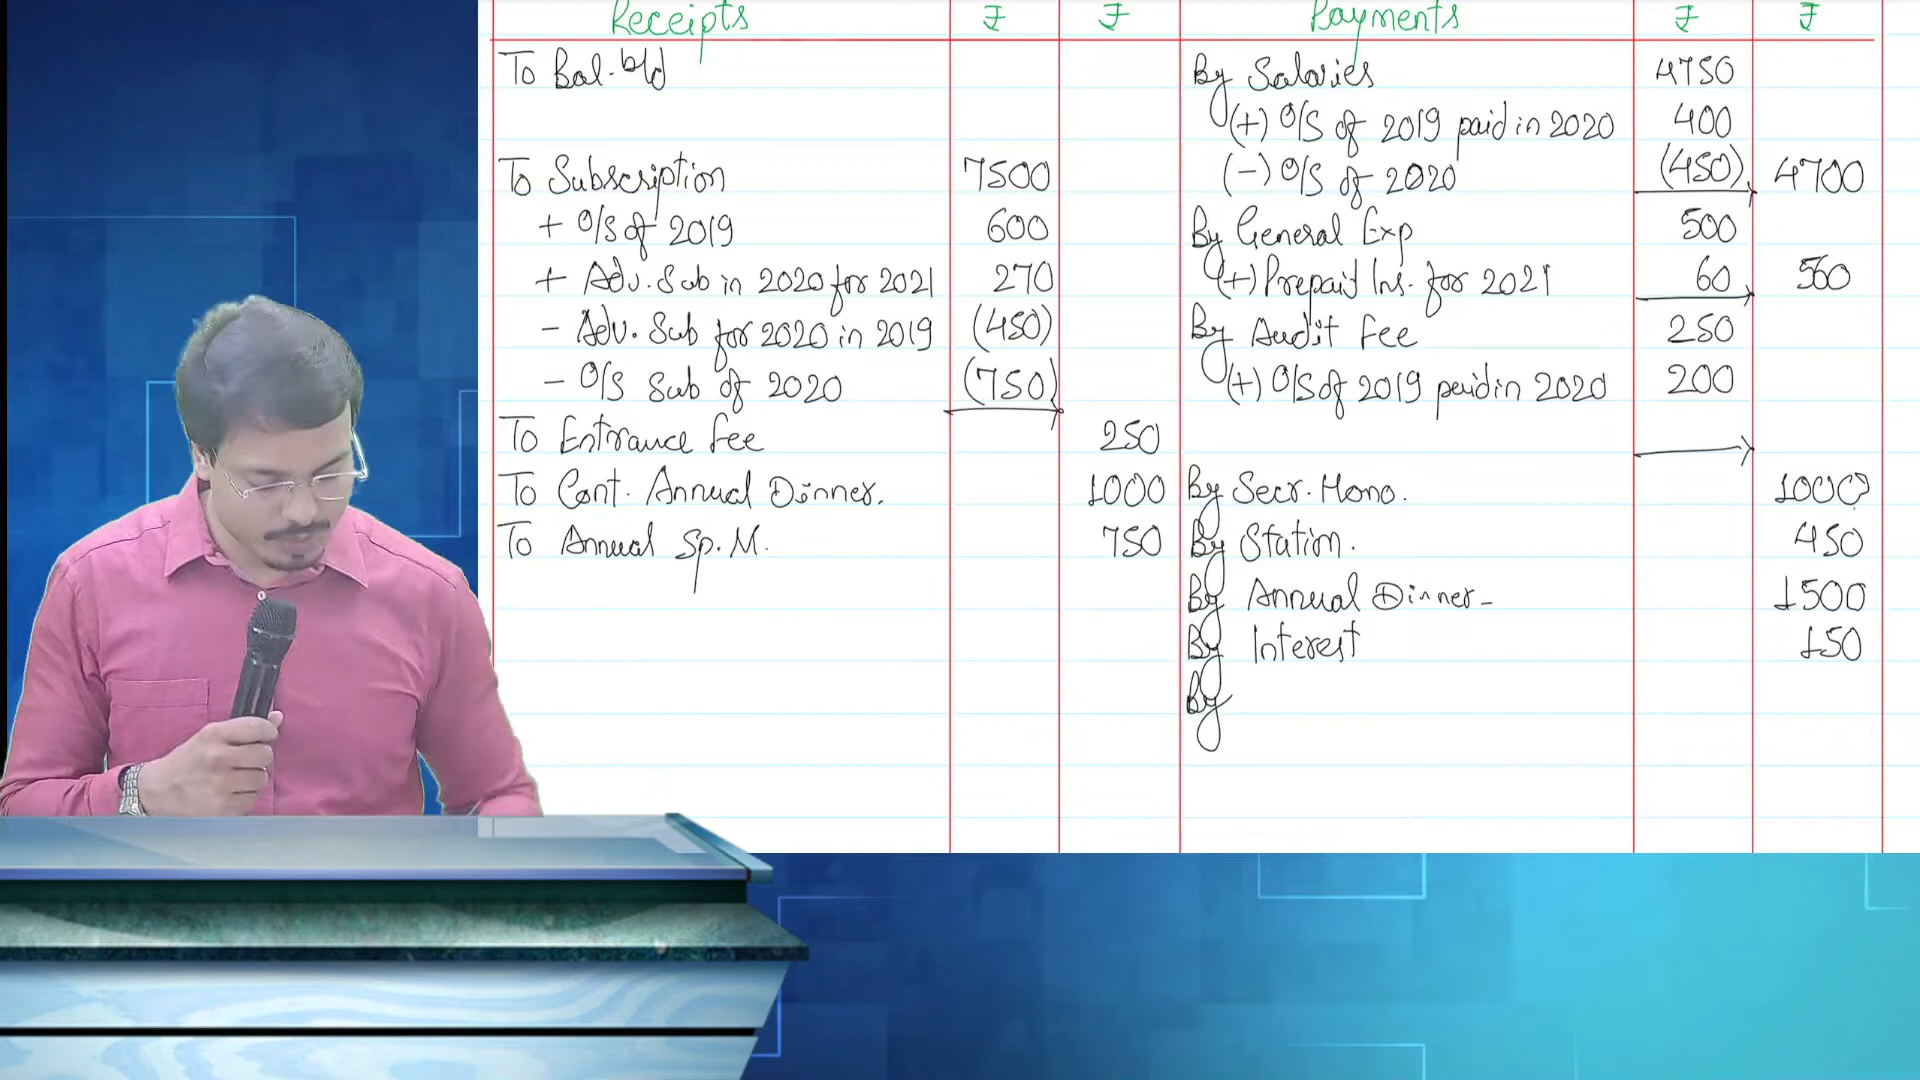 Receipts ₹ ₹ Payments ₹ ₹
To Bal. b/d
To Subscription 7500
+ O/S of 2019 600
+ Adv. Sub in 2020 for 2021 270
- Adv. Sub for 2020 in 2019 (450)
- O/S Sub of 2020 (750)
To Entrance fee 250
To Cont. Annual Dinner. 1000
To Annual Sp. M. 750
By Salaries 4750
(+) O/S of 2019 paid in 2020 400
(-) O/S of 2020 (450) 4700
By General Exp 500
(+) Prepaid Ins. for 2021 60 560
By Audit Fee 250
(+) O/S of 2019 paid in 2020 200
By Secr. Hono. 1000
By Station. 450
By Annual Dinner- 1500
By Interest 150
By